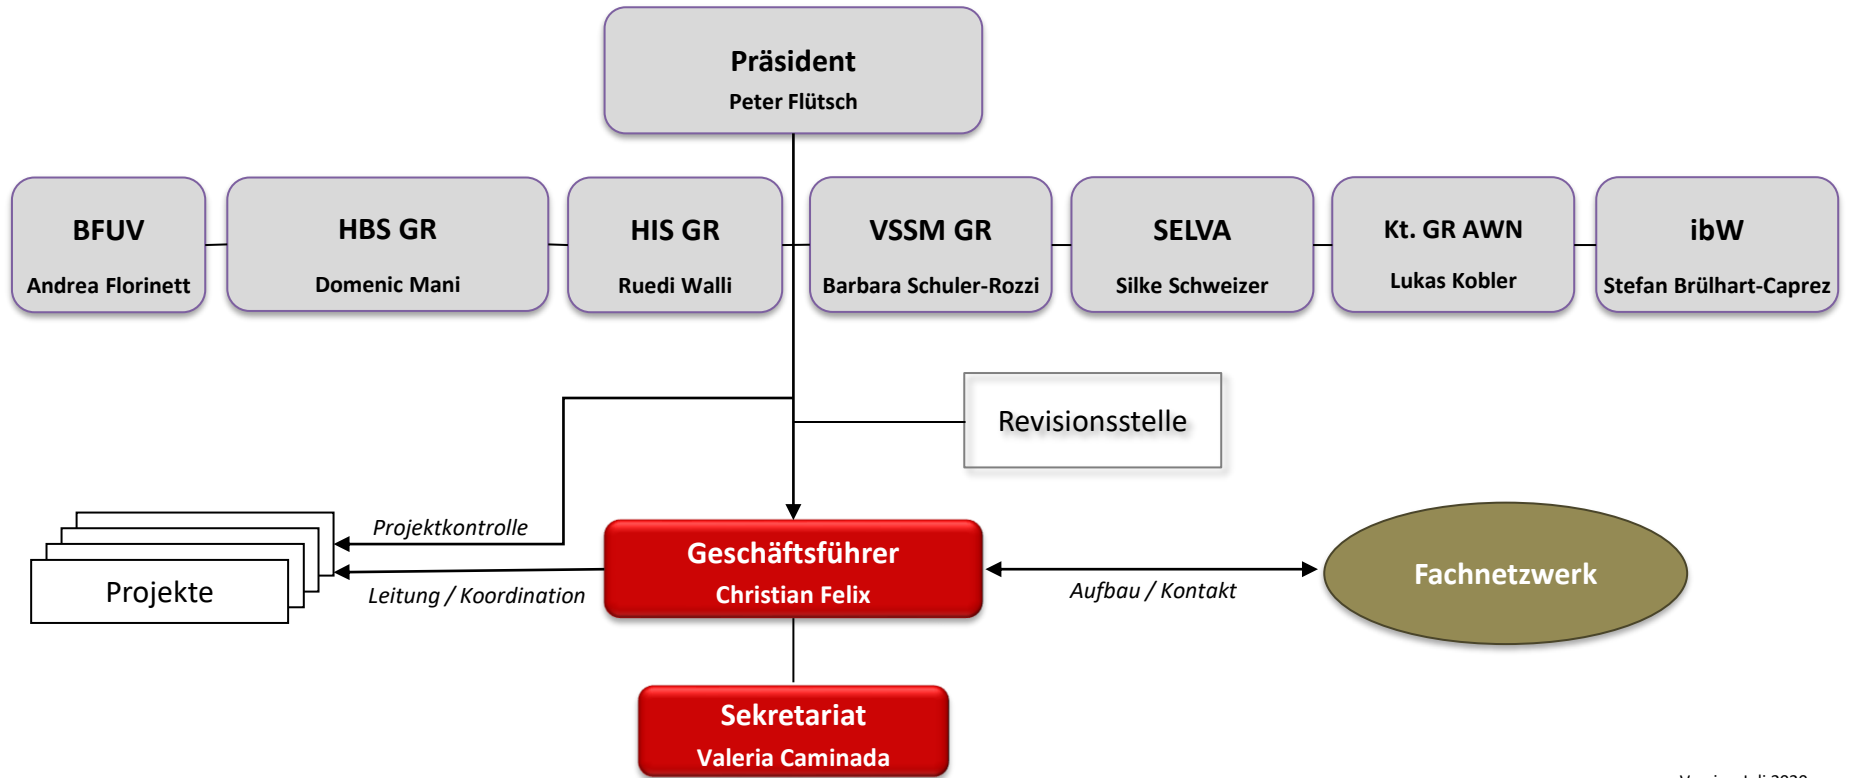 Präsident
Peter Flütsch
BFUV
Andrea Florinett
HBS GR
Domenic Mani
HIS GR
Ruedi Walli
VSSM GR
Barbara Schuler-Rozzi
SELVA
Silke Schweizer
Kt. GR AWN
Lukas Kobler
ibW
Stefan Brülhart-Caprez
Revisionsstelle
Projektkontrolle
Projekte
Leitung / Koordination
Geschäftsführer
Christian Felix
Aufbau / Kontakt
Fachnetzwerk
Sekretariat
Valeria Caminada